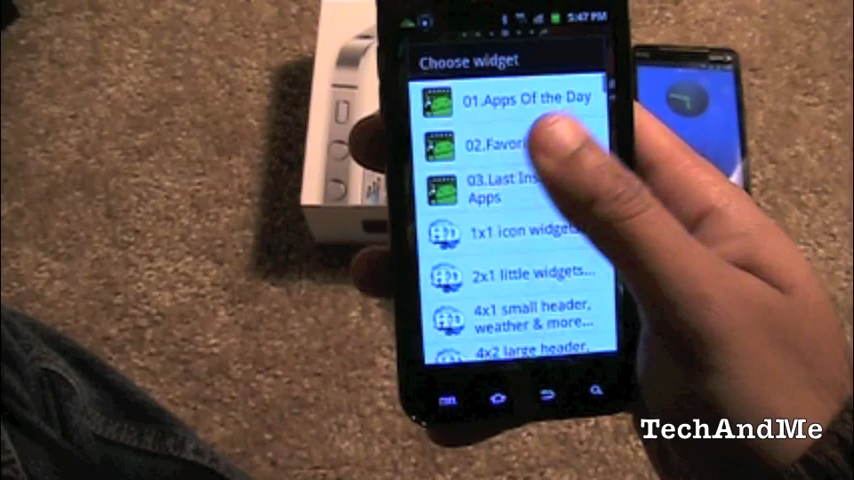 5:47 PM
Choose widget
01.Apps Of the Day
02.Favori
03.Last Ins
Apps
1x1 icon widget
2x1 little widgets...
4x1 small header,
weather & more...
4x2 large header,
TechAndMe